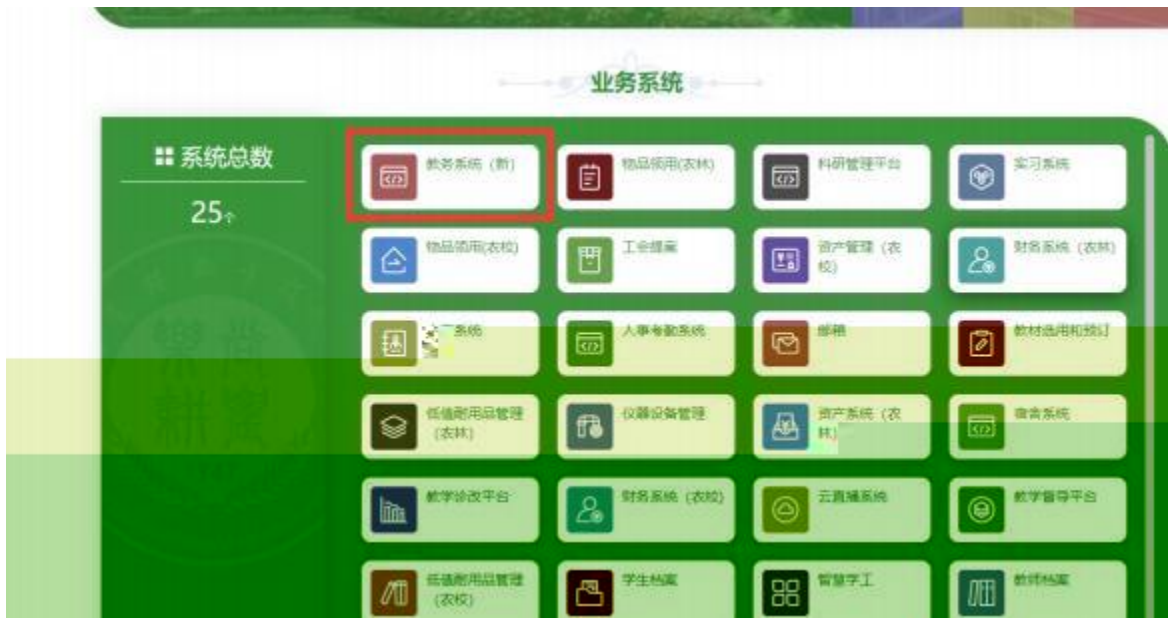 业务系统
系统总数
25个
教务系统（新）
物品领用(农林)
科研管理平台
实习系统
物品领用(农校)
工会提案
资产管理（农
校）
财务系统（农林）
系统
人事考勤系统
邮箱
教材选用和预订
低值耐用品管理
（农林）
仪器设备管理
资产系统（农
林）
宿舍系统
教学诊改平台
财务系统（农校）
云直播系统
教学督导平台
低值耐用品管理
（农校）
学生档案
智慧学工
教师档案